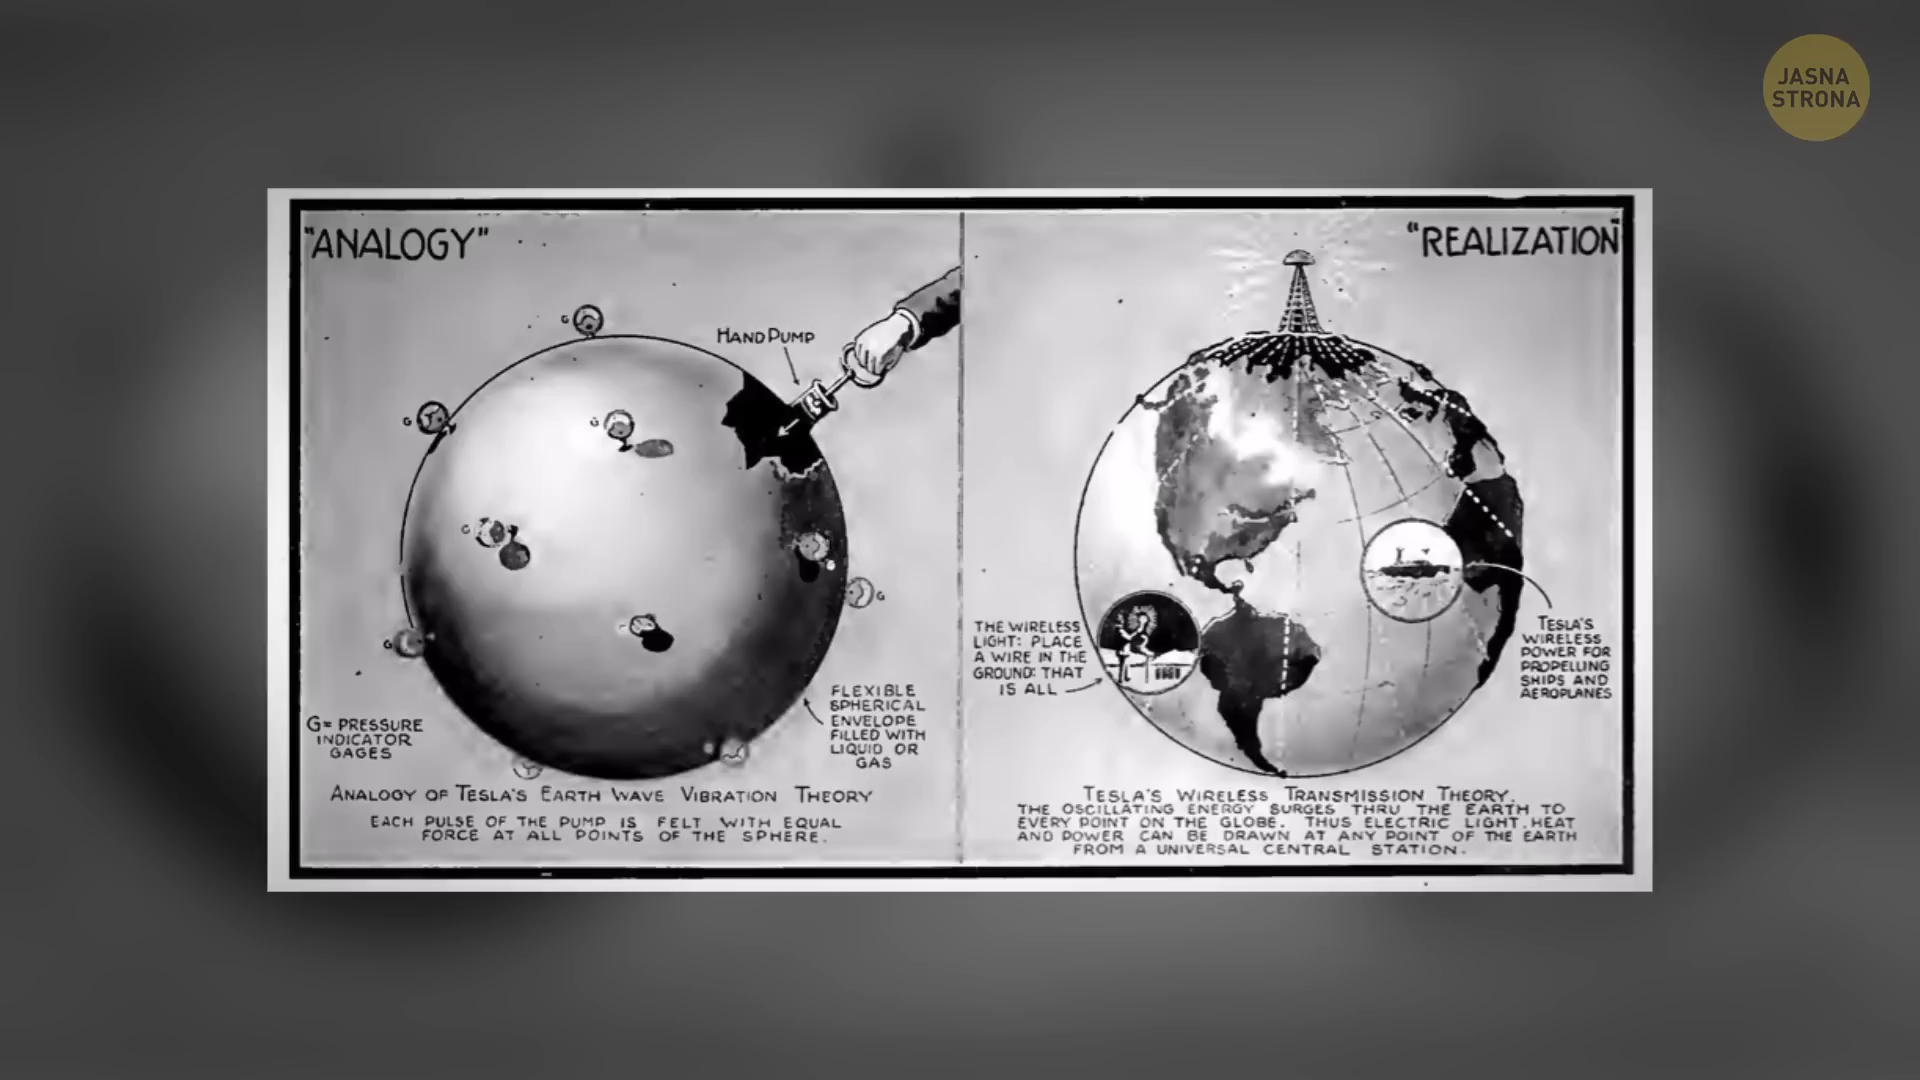 JASNA
STRONA
"ANALOGY"
"REALIZATION"
HAND PUMP
G
G
G
G
G
G
THE WIRELESS
LIGHT: PLACE
A WIRE IN THE
GROUND: THAT
IS ALL
TESLA'S
WIRELESS
POWER FOR
PROPELLING
SHIPS AND
AEROPLANES
G= PRESSURE
INDICATOR
GAGES
FLEXIBLE
SPHERICAL
ENVELOPE
FILLED WITH
LIQUID OR
GAS
ANALOGY OF TESLA'S EARTH WAVE VIBRATION THEORY
EACH PULSE OF THE PUMP IS FELT WITH EQUAL
FORCE AT ALL POINTS OF THE SPHERE.
TESLA'S WIRELESS TRANSMISSION THEORY.
THE OSCILLATING ENERGY SURGES THRU THE EARTH TO
EVERY POINT ON THE GLOBE. THUS ELECTRIC LIGHT, HEAT
AND POWER CAN BE DRAWN AT ANY POINT OF THE EARTH
FROM A UNIVERSAL CENTRAL STATION.